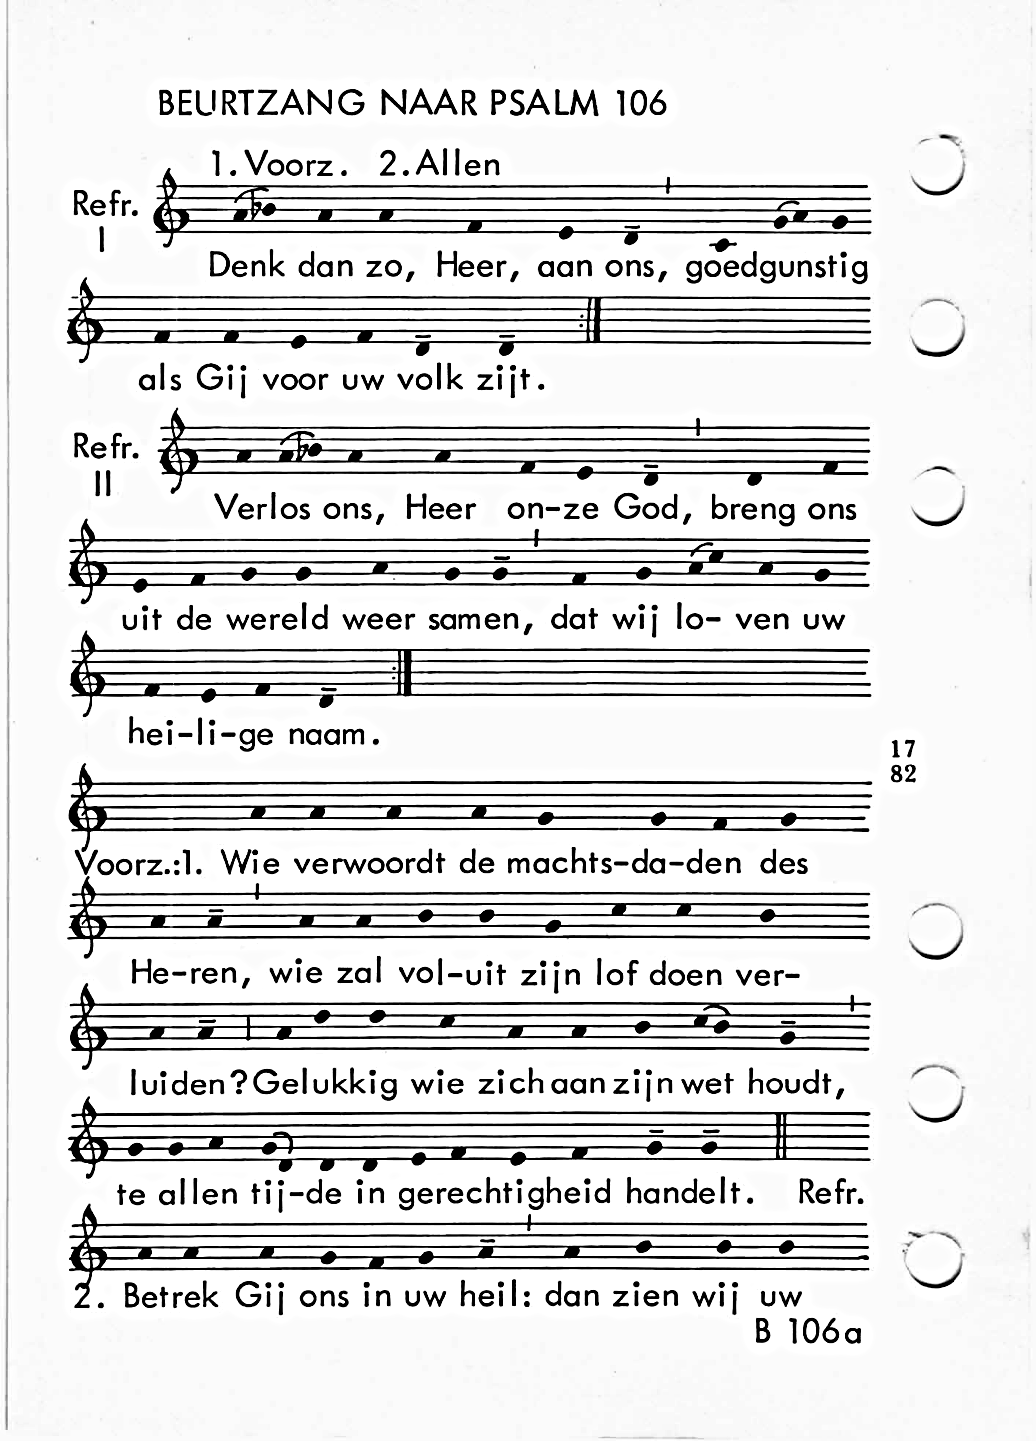 BEURTZANG NAAR PSALM 106
1. Voorz. 2. Allen
Refr.
I
Denk dan zo, Heer, aan ons, goedgunstig
als Gij voor uw volk zijt.
Refr.
II
Verlos ons, Heer on-ze God, breng ons
uit de wereld weer samen, dat wij lo- ven uw
hei-li-ge naam.
17
82
Voorz.:1. Wie verwoordt de machts-da-den des
He-ren, wie zal vol-uit zijn lof doen ver-
luiden? Gelukkig wie zich aan zijn wet houdt,
te allen tij-de in gerechtigheid handelt. Refr.
2. Betrek Gij ons in uw heil: dan zien wij uw
B 106a